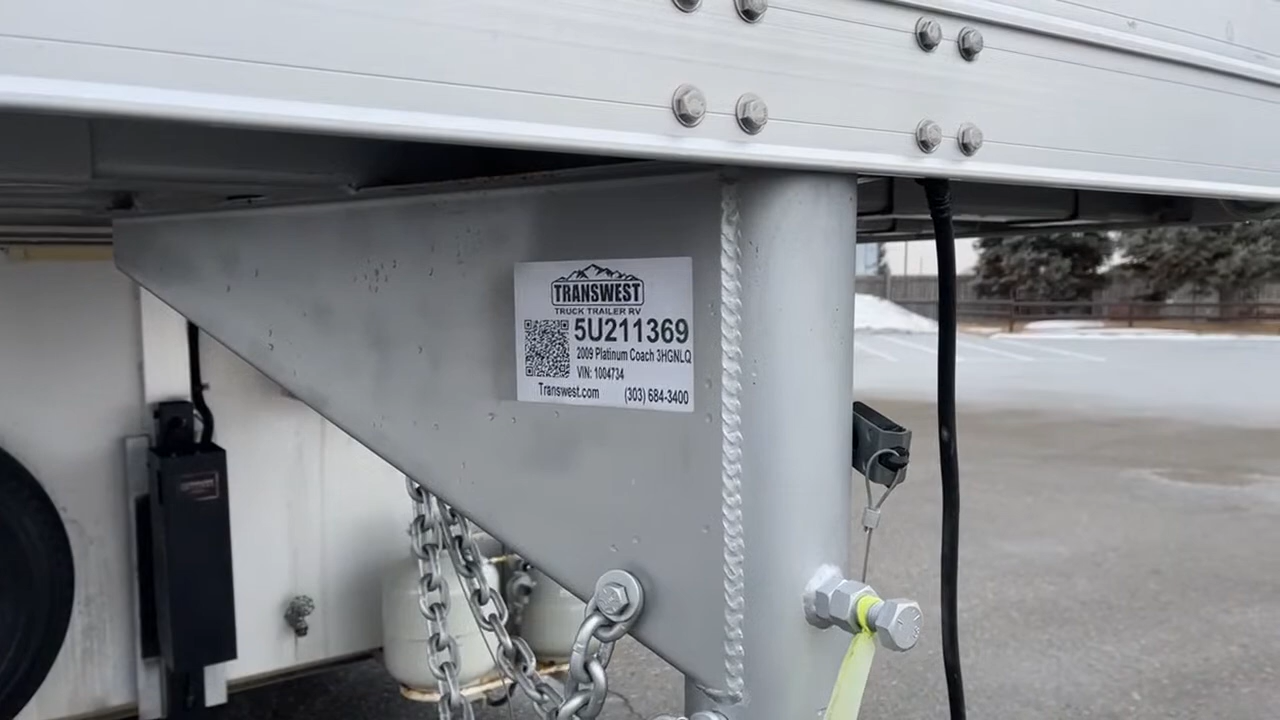 TRANSWEST
TRUCK TRAILER RV
5U211369
2009 Platinum Coach 3HGNLQ
VIN: 1004734
Transwest.com (303) 684-3400